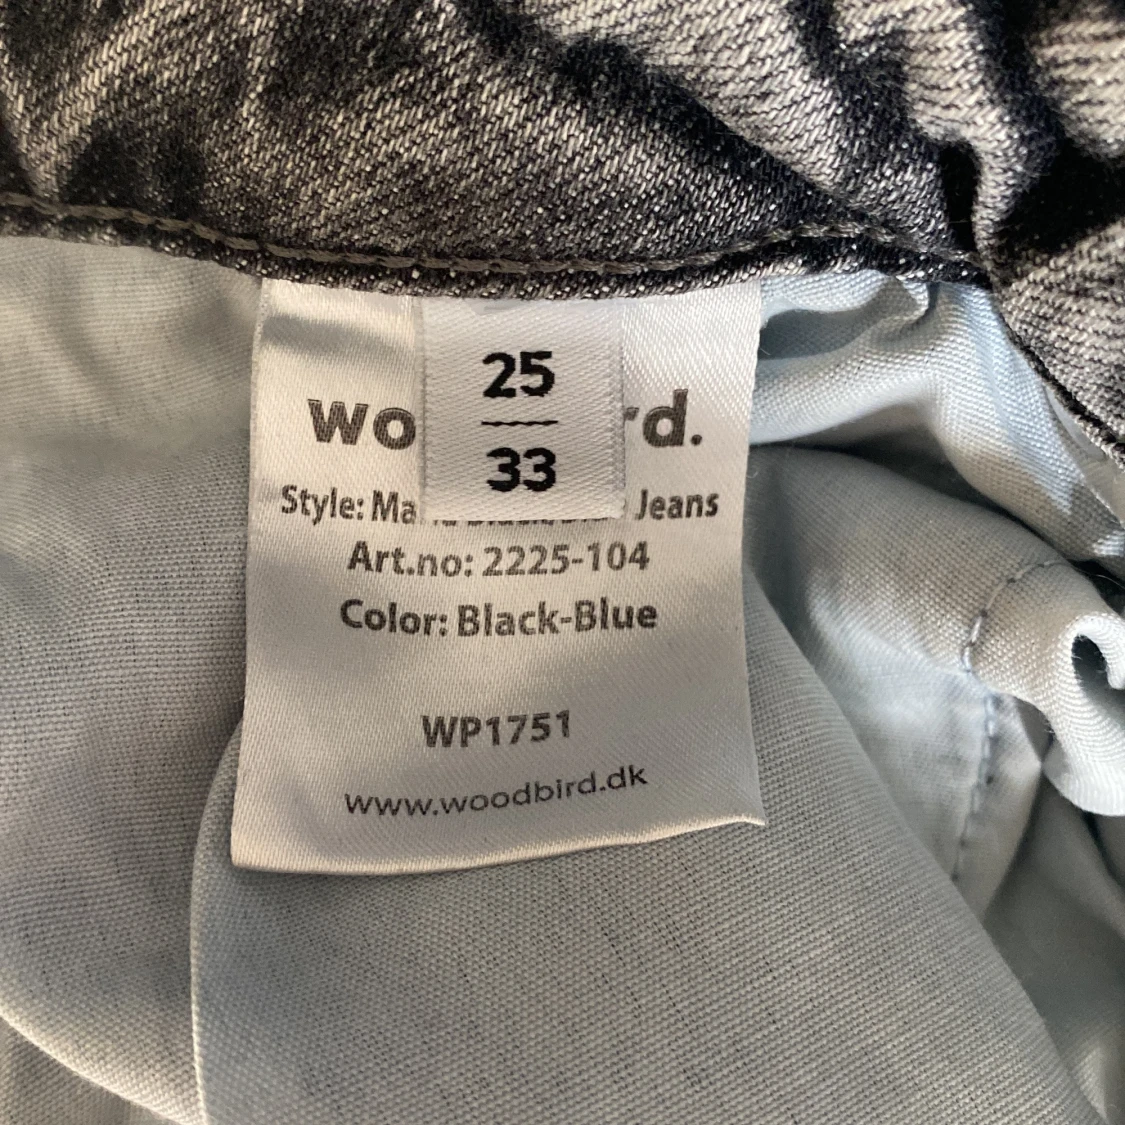 25
33
wo rd.
Style: Ma Jeans
Art.no: 2225-104
Color: Black-Blue
WP1751
www.woodbird.dk